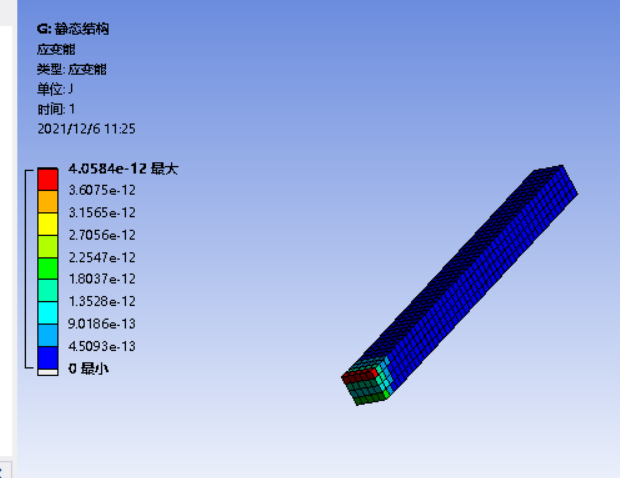 G: 静态结构
应变能
类型: 应变能
单位: J
时间: 1
2021/12/6 11:25
4.0584e-12 最大
3.6075e-12
3.1565e-12
2.7056e-12
2.2547e-12
1.8037e-12
1.3528e-12
9.0186e-13
4.5093e-13
0 最小